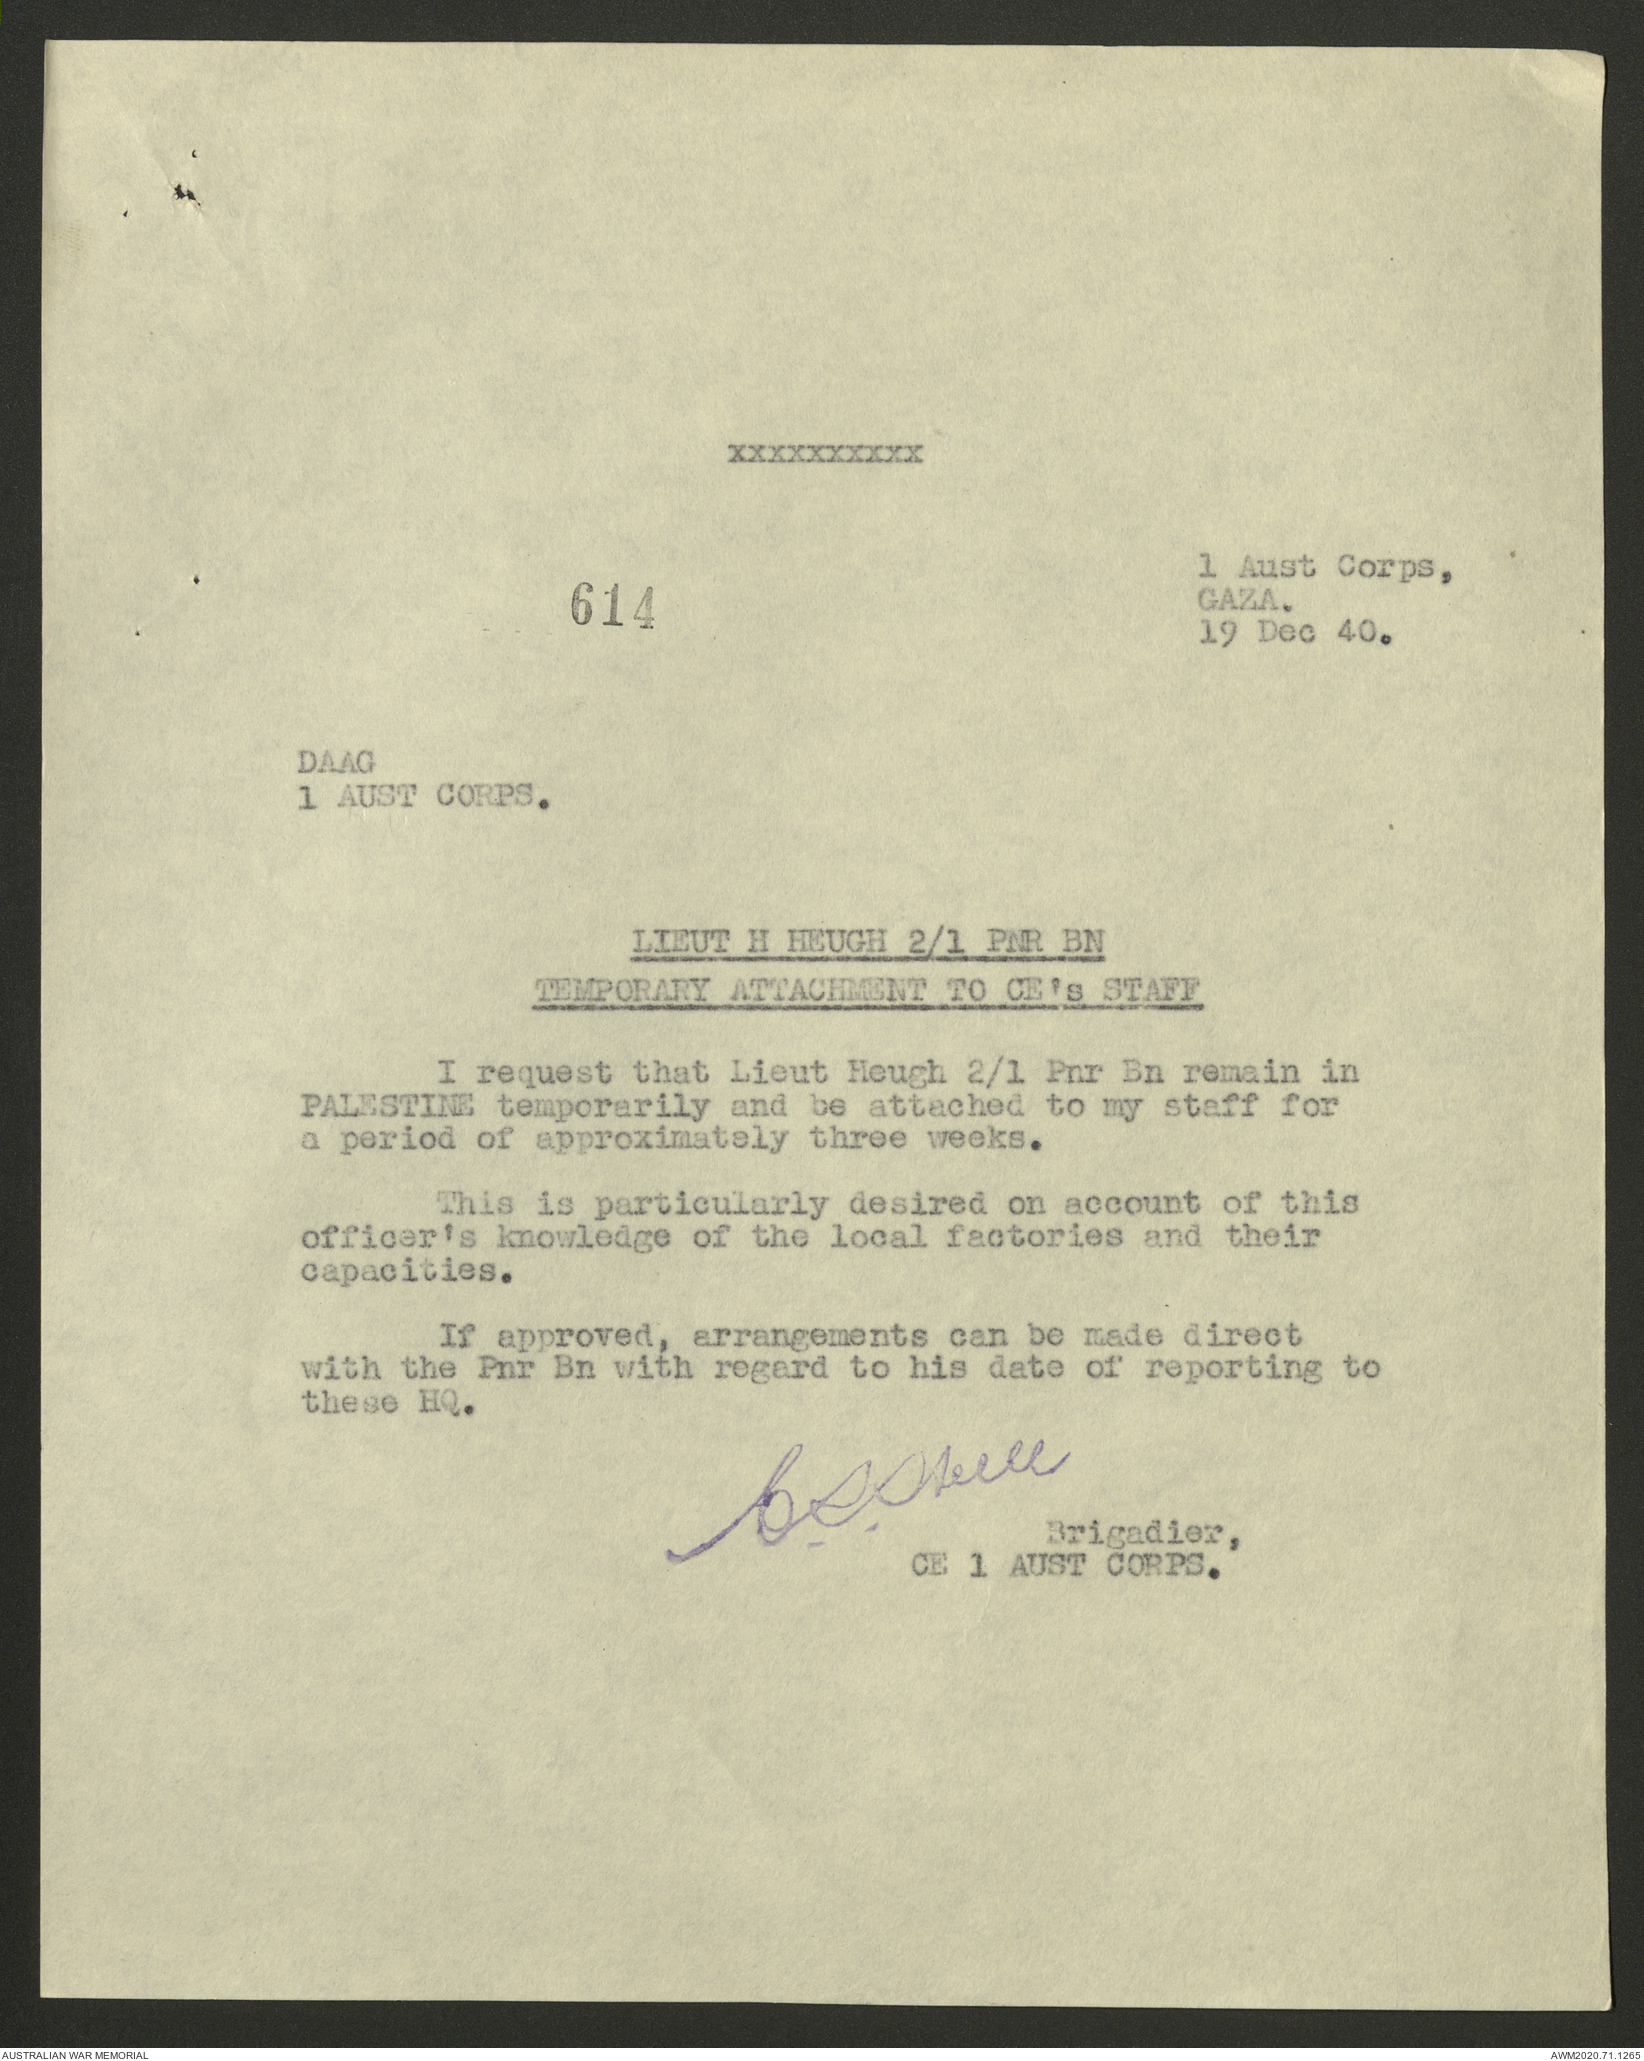 xxxxxxxxxx
1 Aust Corps,
GAZA.
19 Dec 40.
614
DAAG
1 AUST CORPS.
LIEUT H HEUGH 2/1 PNR BN
TEMPORARY ATTACHMENT TO CE's STAFF
I request that Lieut Heugh 2/1 Pnr Bn remain in
PALESTINE temporarily and be attached to my staff for
a period of approximately three weeks.
This is particularly desired on account of this
officer's knowledge of the local factories and their
capacities.
If approved, arrangements can be made direct
with the Pnr Bn with regard to his date of reporting to
these HQ.
C.S. Steele
Brigadier,
CE 1 AUST CORPS.
AUSTRALIAN WAR MEMORIAL
AWM2020.71.1265